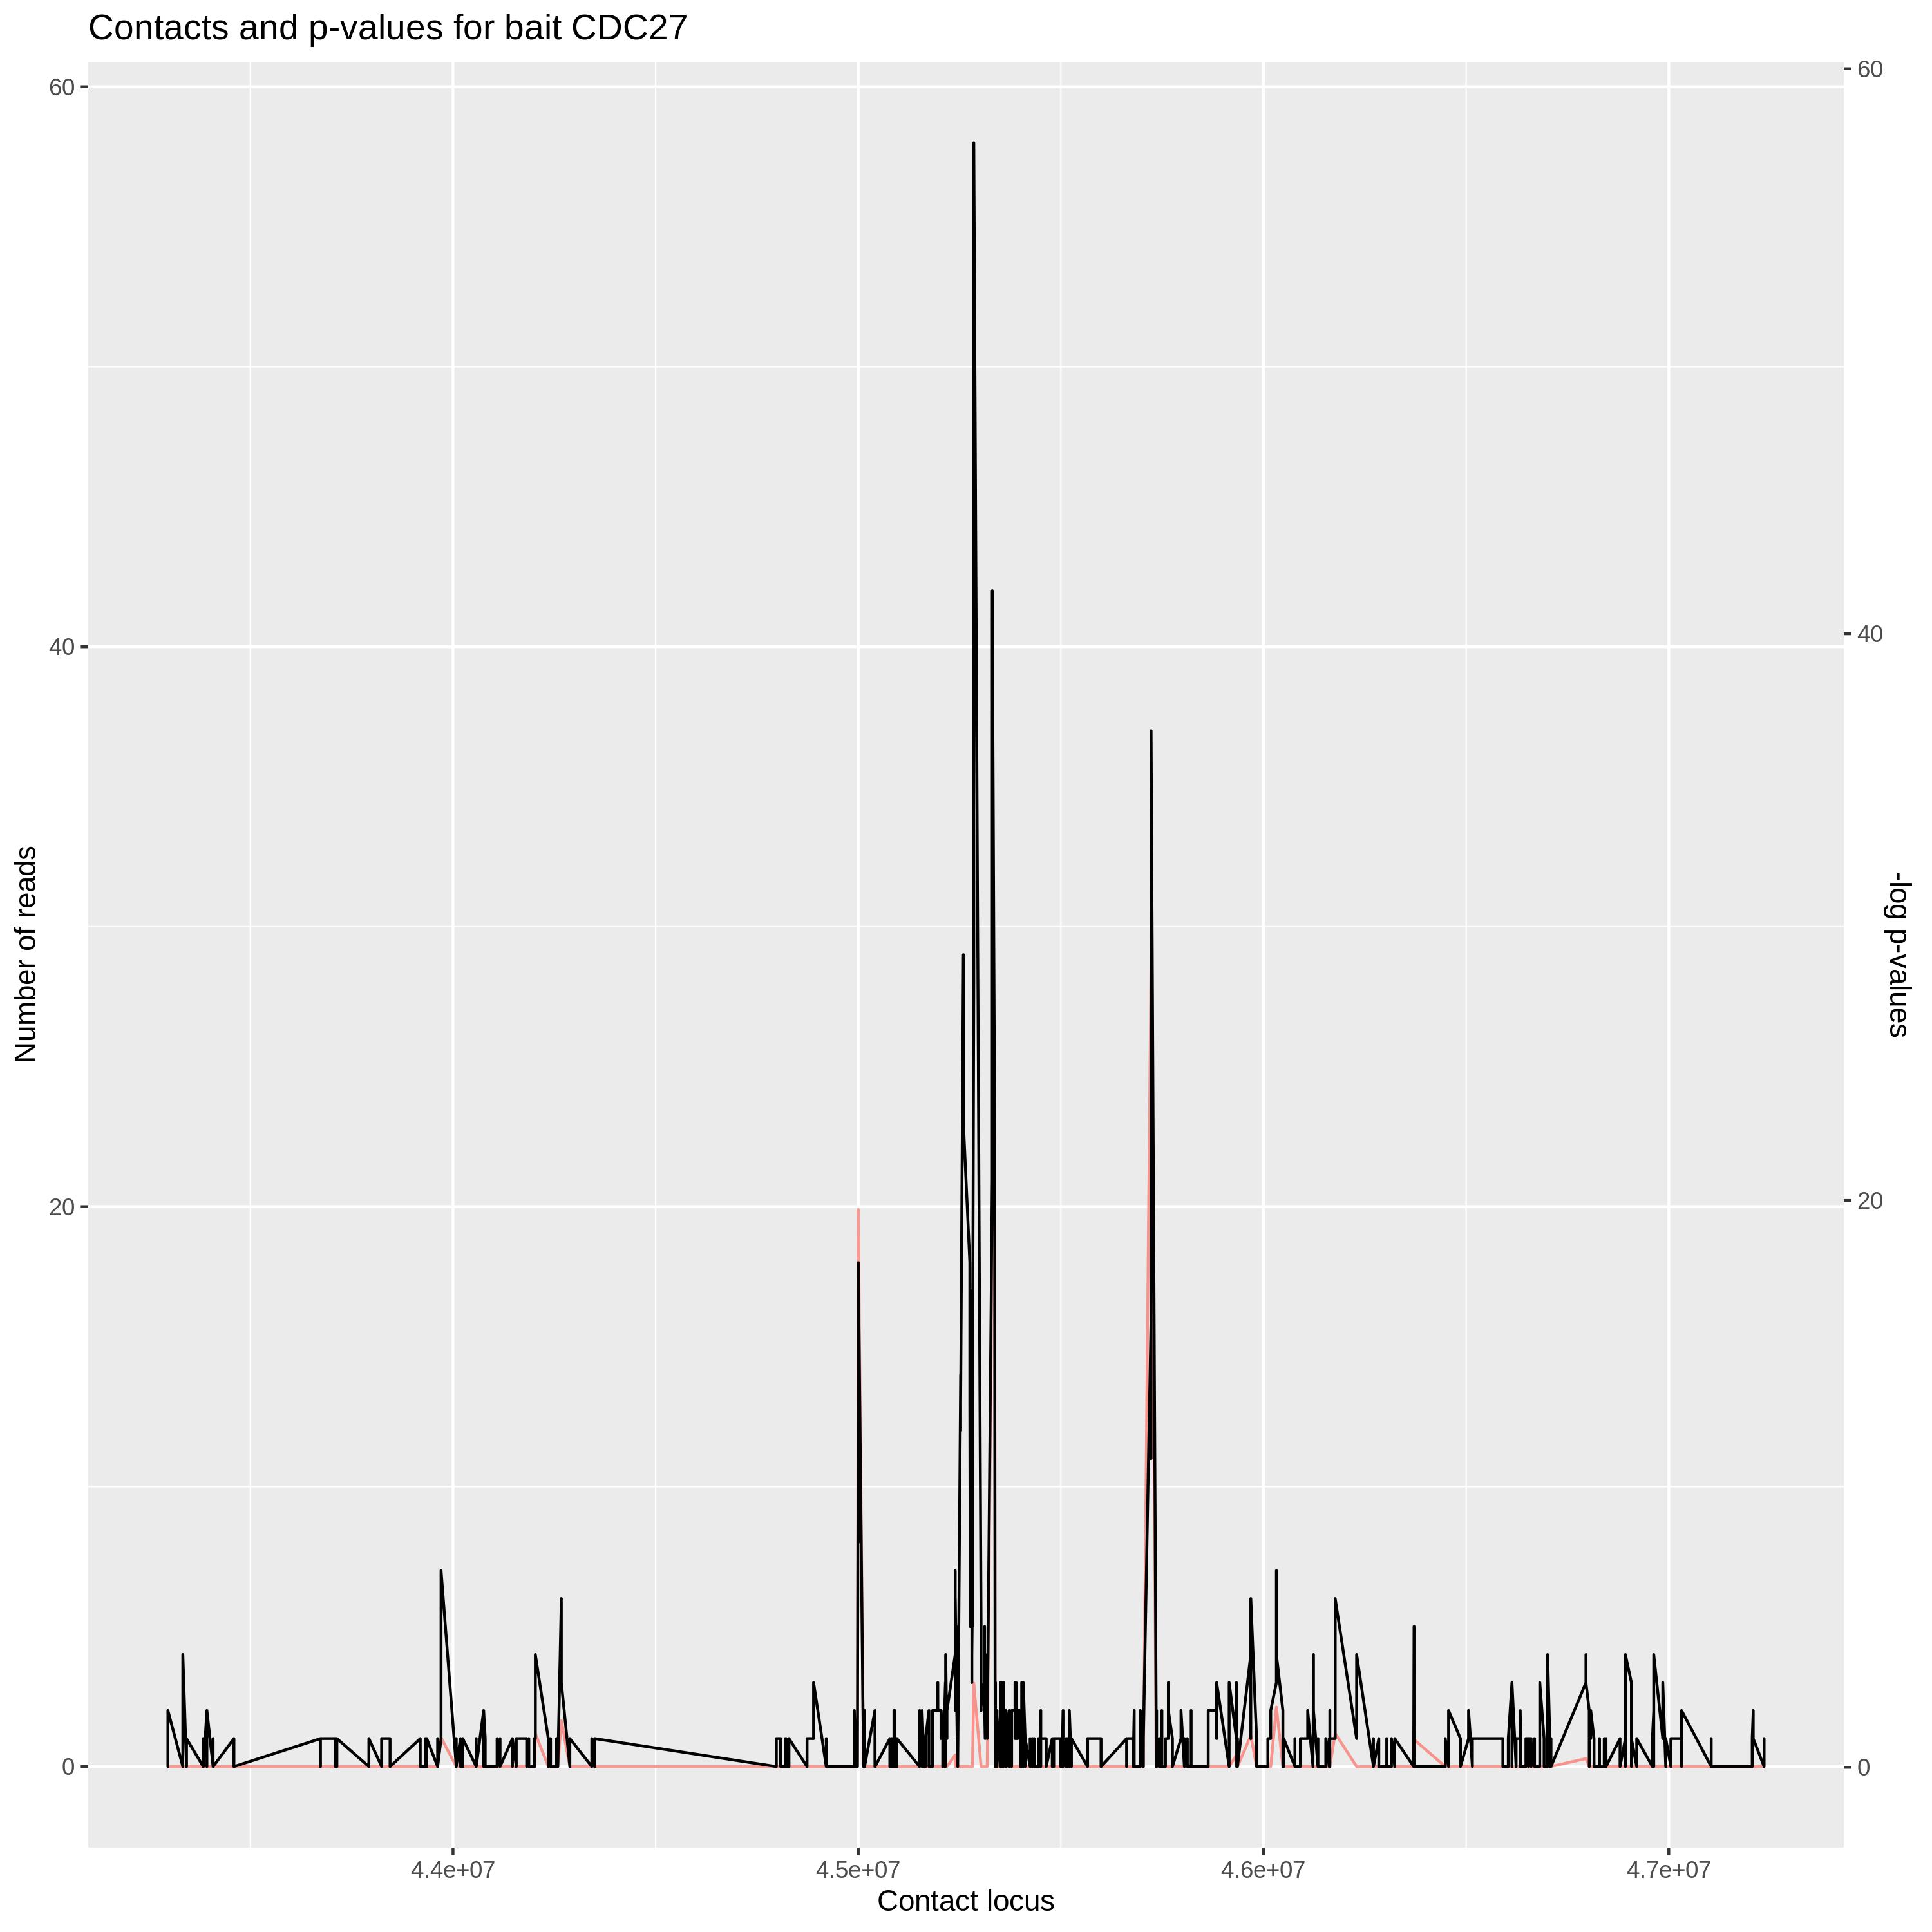 Contacts and p-values for bait CDC27
60
40
20
0
Number of reads
60
40
20
0
-log p-values
4.4e+07
4.5e+07
4.6e+07
4.7e+07
Contact locus